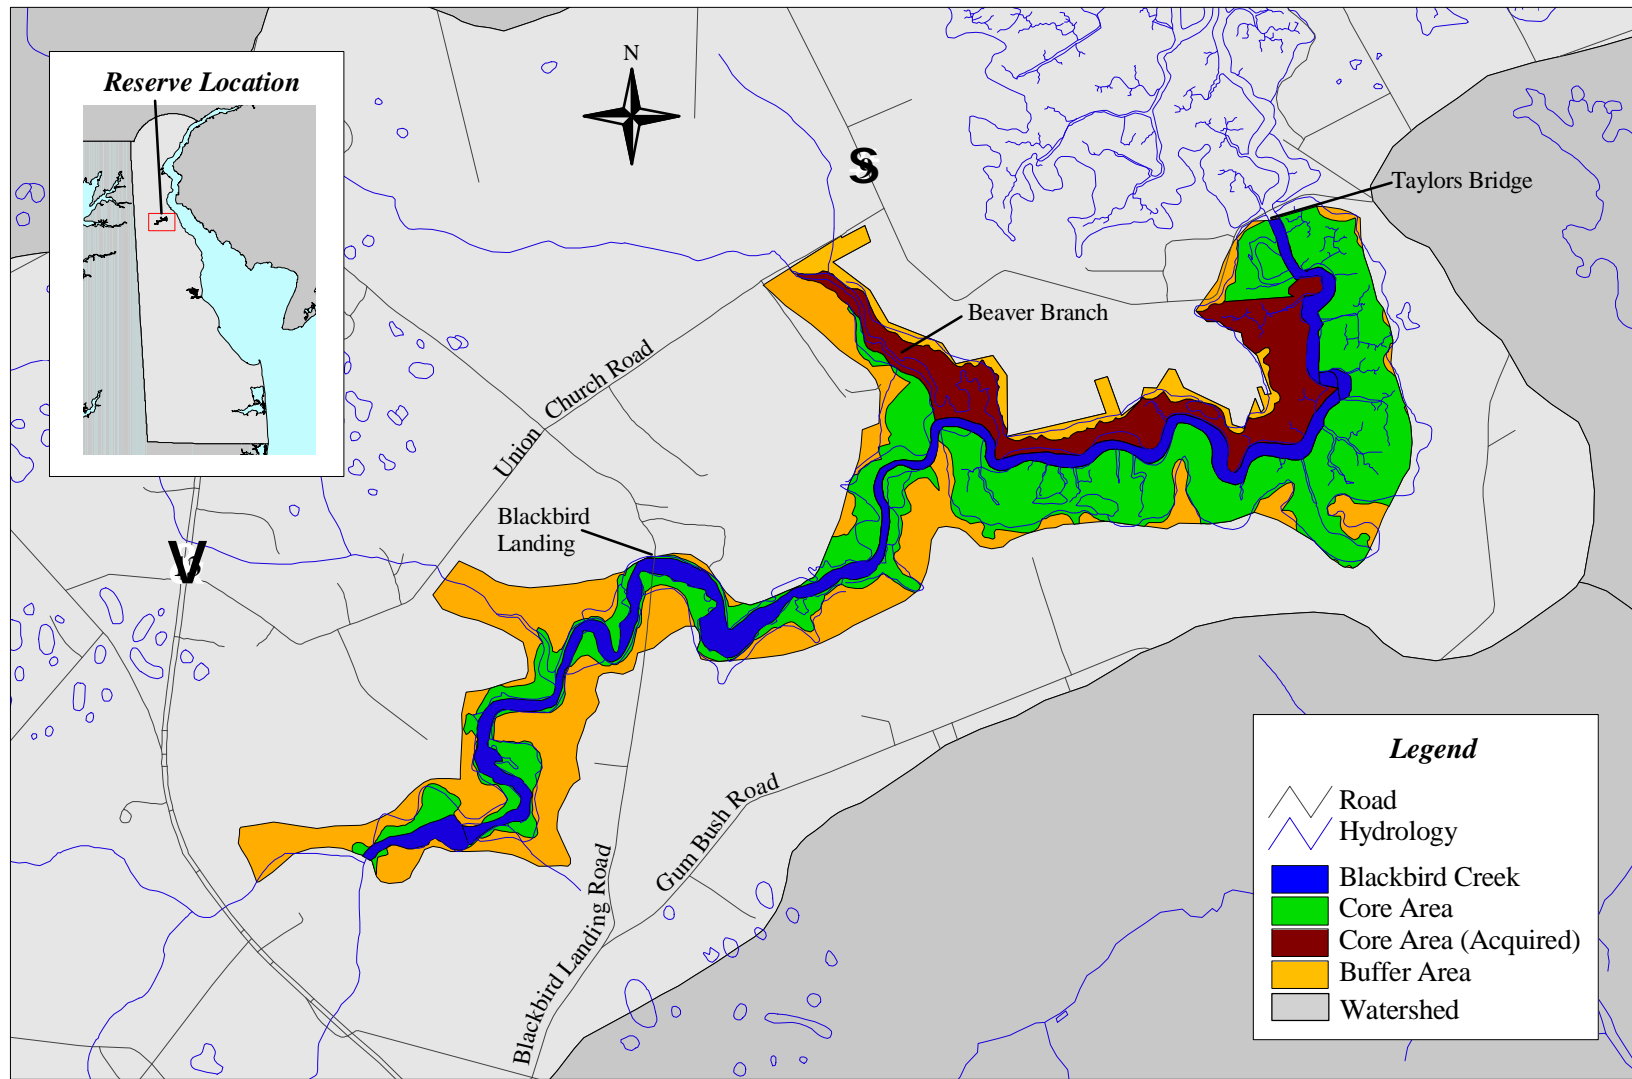 Reserve Location
N
S
Taylors Bridge
Beaver Branch
Union Church Road
Blackbird
Landing
V
Gum Bush Road
Blackbird Landing Road
Legend
Road
Hydrology
Blackbird Creek
Core Area
Core Area (Acquired)
Buffer Area
Watershed